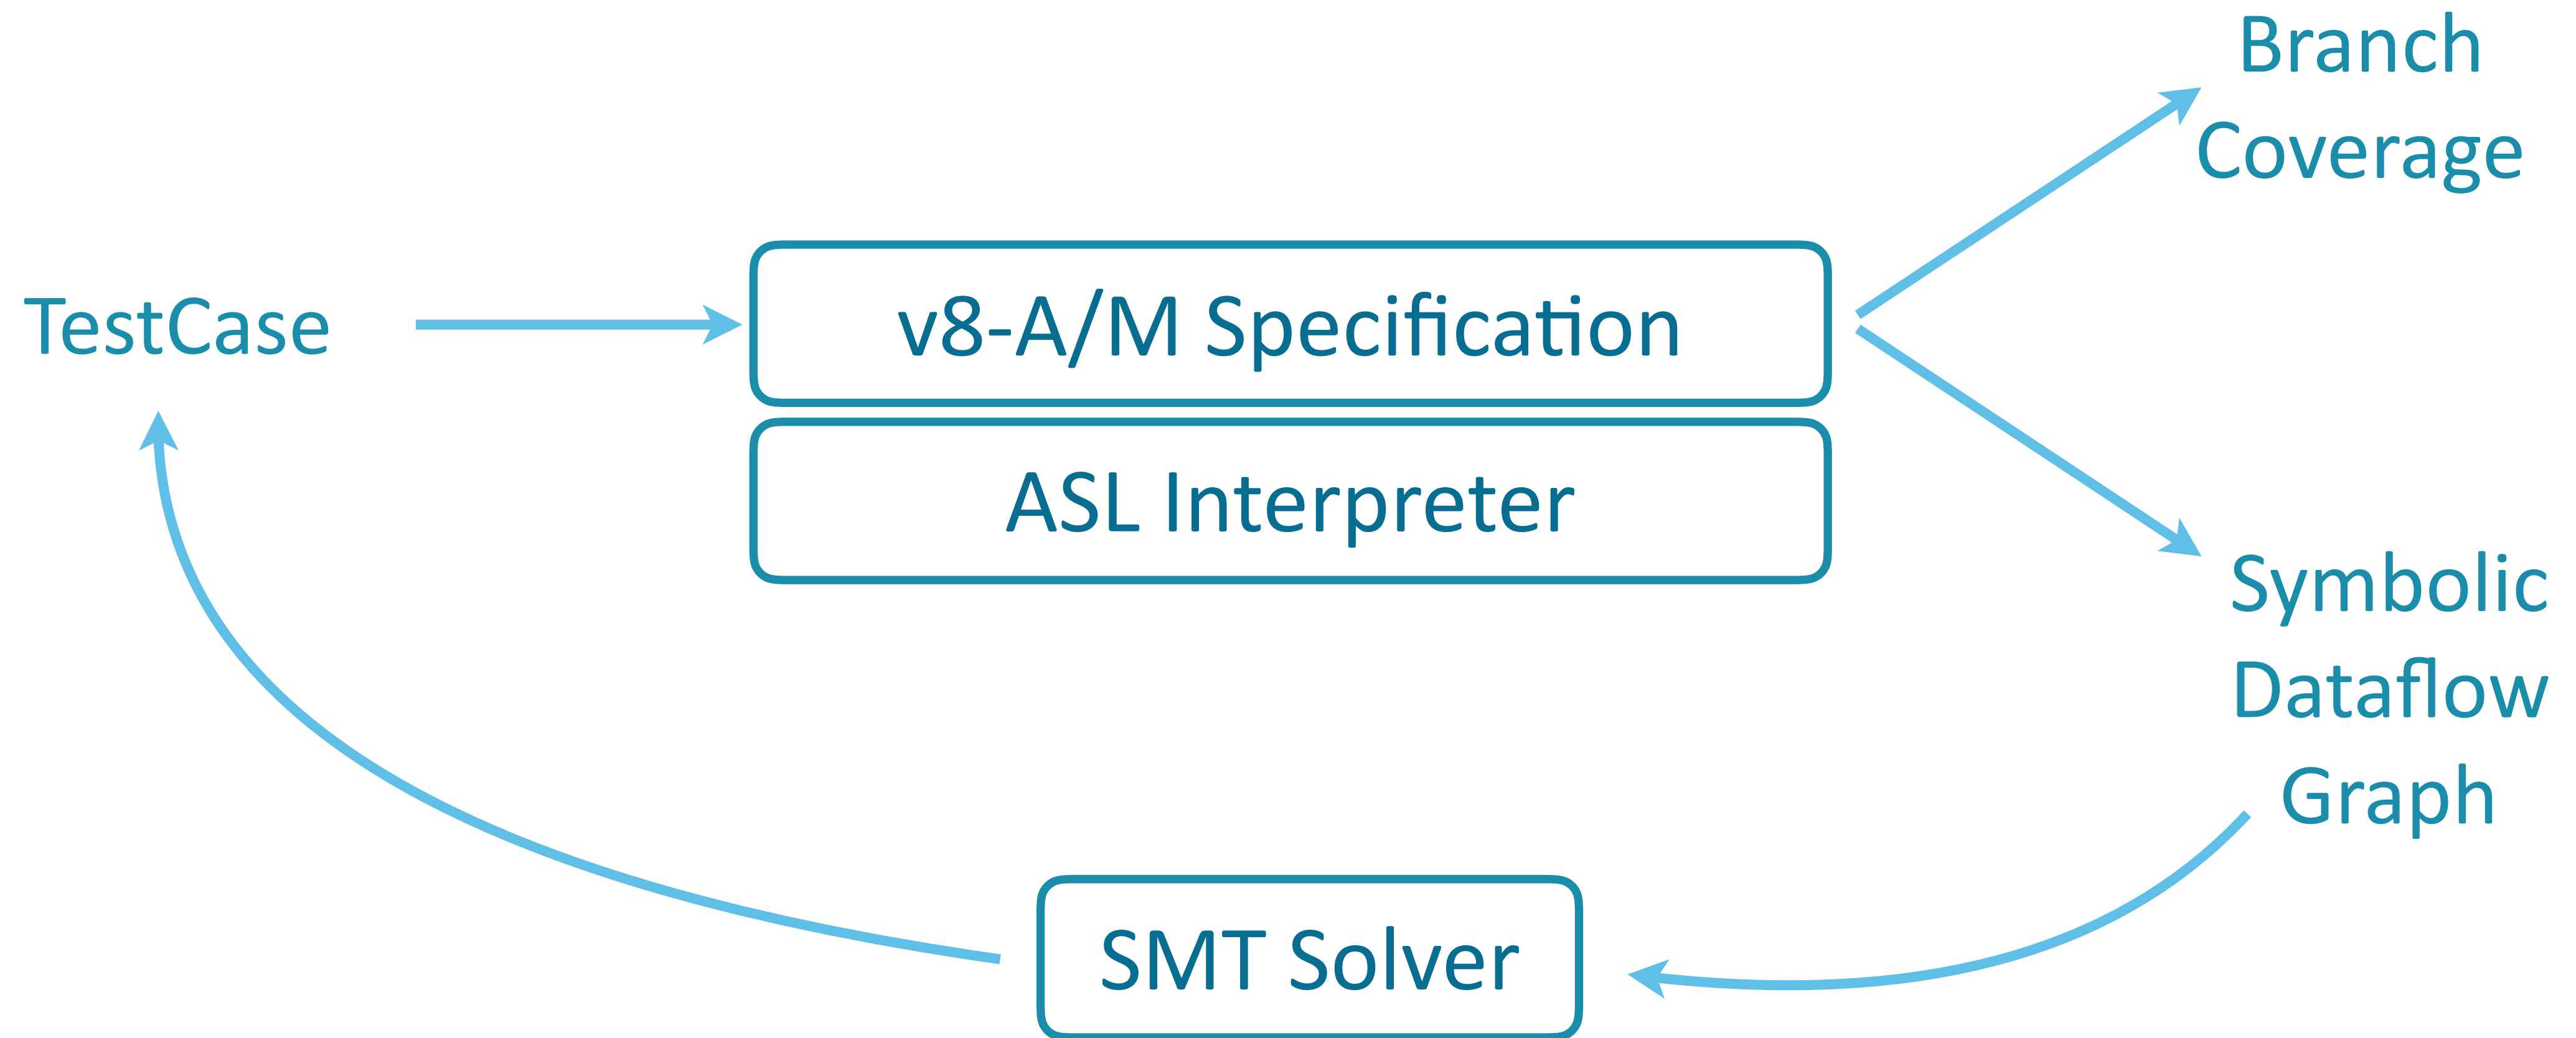 Branch
Coverage
TestCase
v8-A/M Specification
ASL Interpreter
Symbolic
Dataflow
Graph
SMT Solver